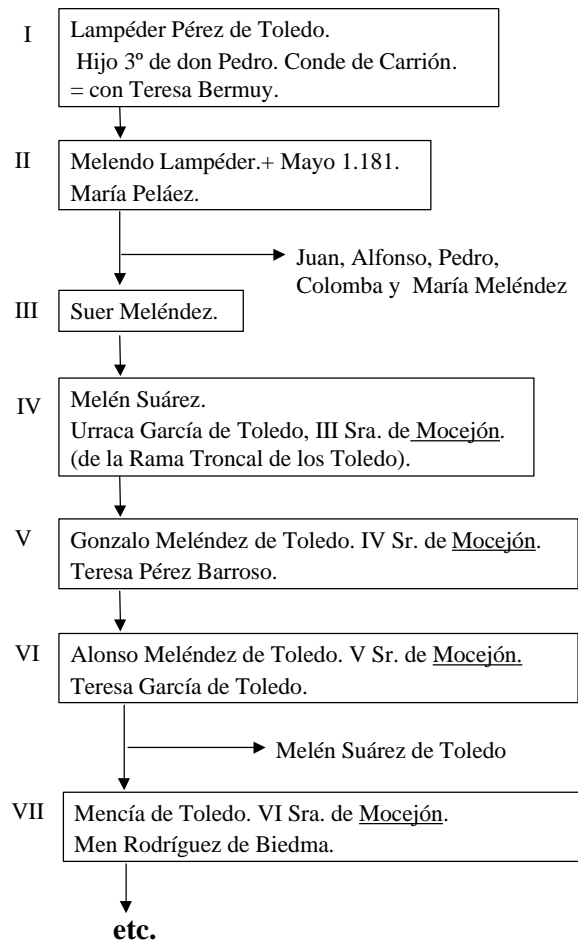 I
Lampéder Pérez de Toledo.
Hijo 3º de don Pedro. Conde de Carrión.
= con Teresa Bermuy.
II
Melendo Lampéder.+ Mayo 1.181.
María Peláez.
Juan, Alfonso, Pedro,
Colomba y María Meléndez
III
Suer Meléndez.
IV
Melén Suárez.
Urraca García de Toledo, III Sra. de Mocejón.
(de la Rama Troncal de los Toledo).
V
Gonzalo Meléndez de Toledo. IV Sr. de Mocejón.
Teresa Pérez Barroso.
VI
Alonso Meléndez de Toledo. V Sr. de Mocejón.
Teresa García de Toledo.
Melén Suárez de Toledo
VII
Mencía de Toledo. VI Sra. de Mocejón.
Men Rodríguez de Biedma.
etc.